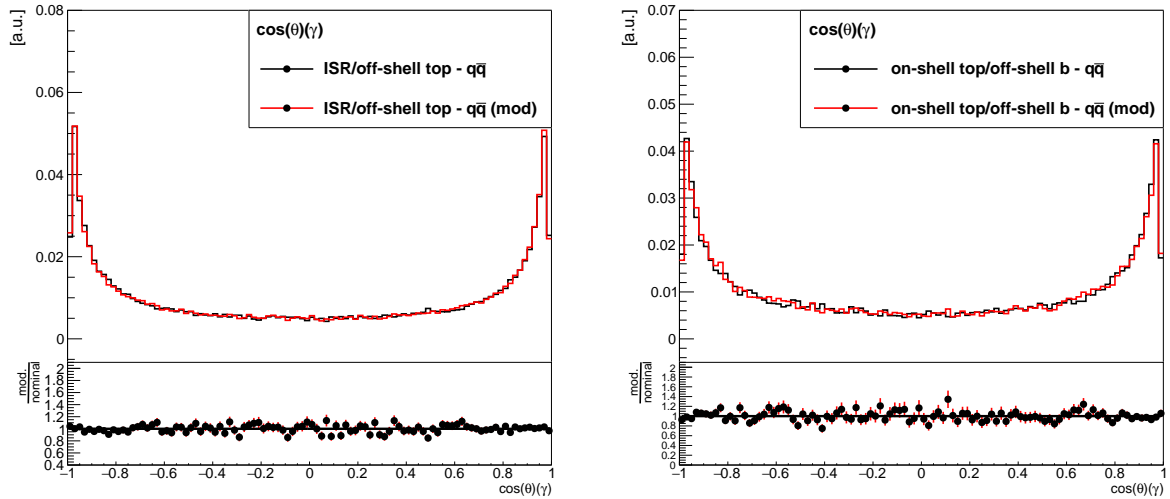 [a.u.]
0.08
0.06
0.04
0.02
0
cos(θ)(γ)
ISR/off-shell top - qq̅
ISR/off-shell top - qq̅ (mod)
mod.
nominal
2
1.8
1.6
1.4
1.2
1
0.8
0.6
0.4
−1 −0.8 −0.6 −0.4 −0.2 0 0.2 0.4 0.6 0.8 1
cos(θ)(γ)
[a.u.]
0.07
0.06
0.05
0.04
0.03
0.02
0.01
0
cos(θ)(γ)
on-shell top/off-shell b - qq̅
on-shell top/off-shell b - qq̅ (mod)
mod.
nominal
2
1.8
1.6
1.4
1.2
1
0.8
0.6
0.4
0.2
0
−1 −0.8 −0.6 −0.4 −0.2 0 0.2 0.4 0.6 0.8 1
cos(θ)(γ)